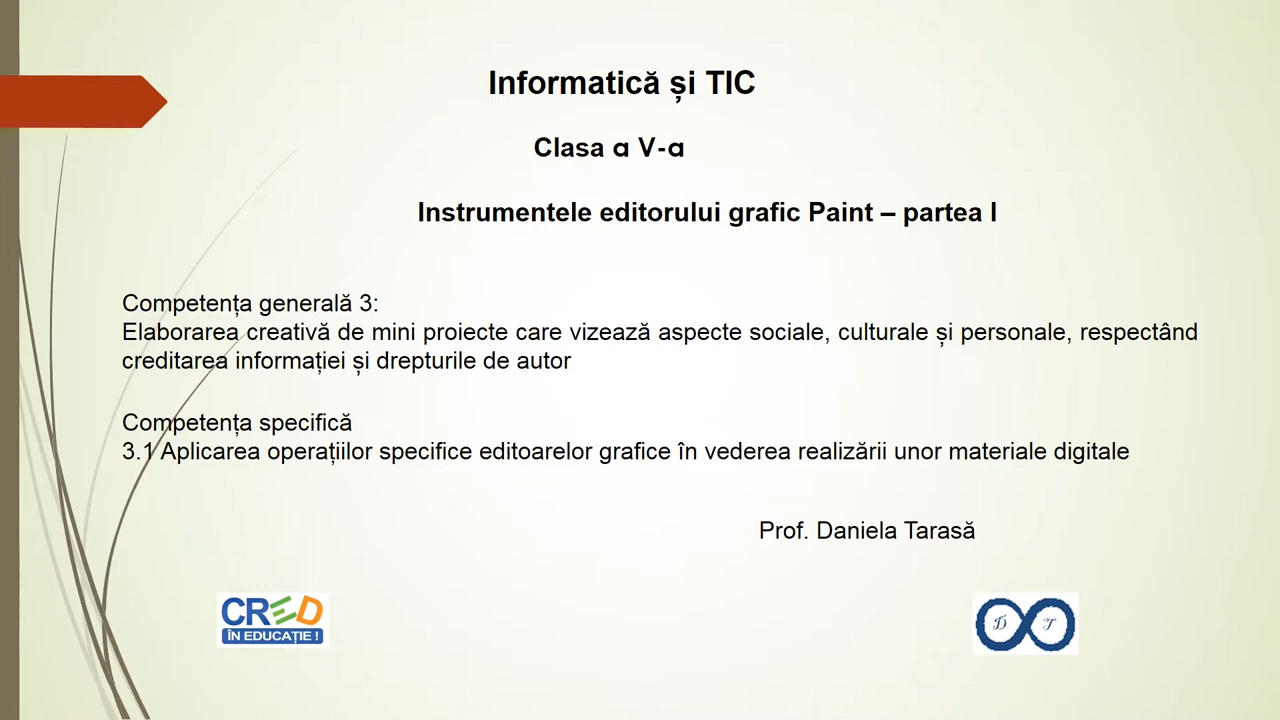 Informatică și TIC
Clasa a V-a
Instrumentele editorului grafic Paint – partea I
Competența generală 3:
Elaborarea creativă de mini proiecte care vizează aspecte sociale, culturale și personale, respectând
creditarea informației și drepturile de autor
Competența specifică
3.1 Aplicarea operațiilor specifice editoarelor grafice în vederea realizării unor materiale digitale
Prof. Daniela Tarasă
CRED
ÎN EDUCAȚIE !
D T